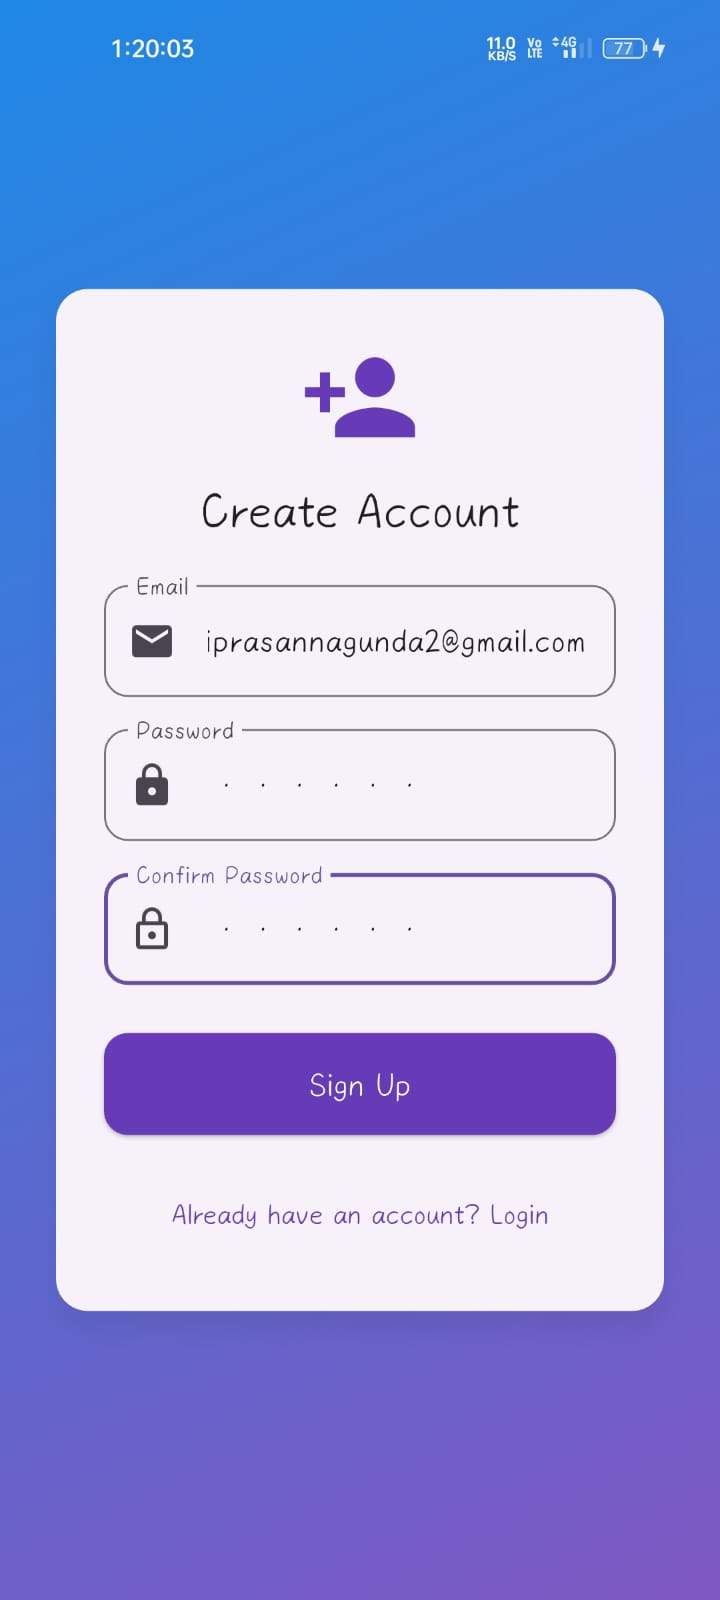 1:20:03
11.0 KB/S Vo LTE 4G 77
Create Account
Email
iprasannagunda2@gmail.com
Password
......
Confirm Password
......
Sign Up
Already have an account? Login